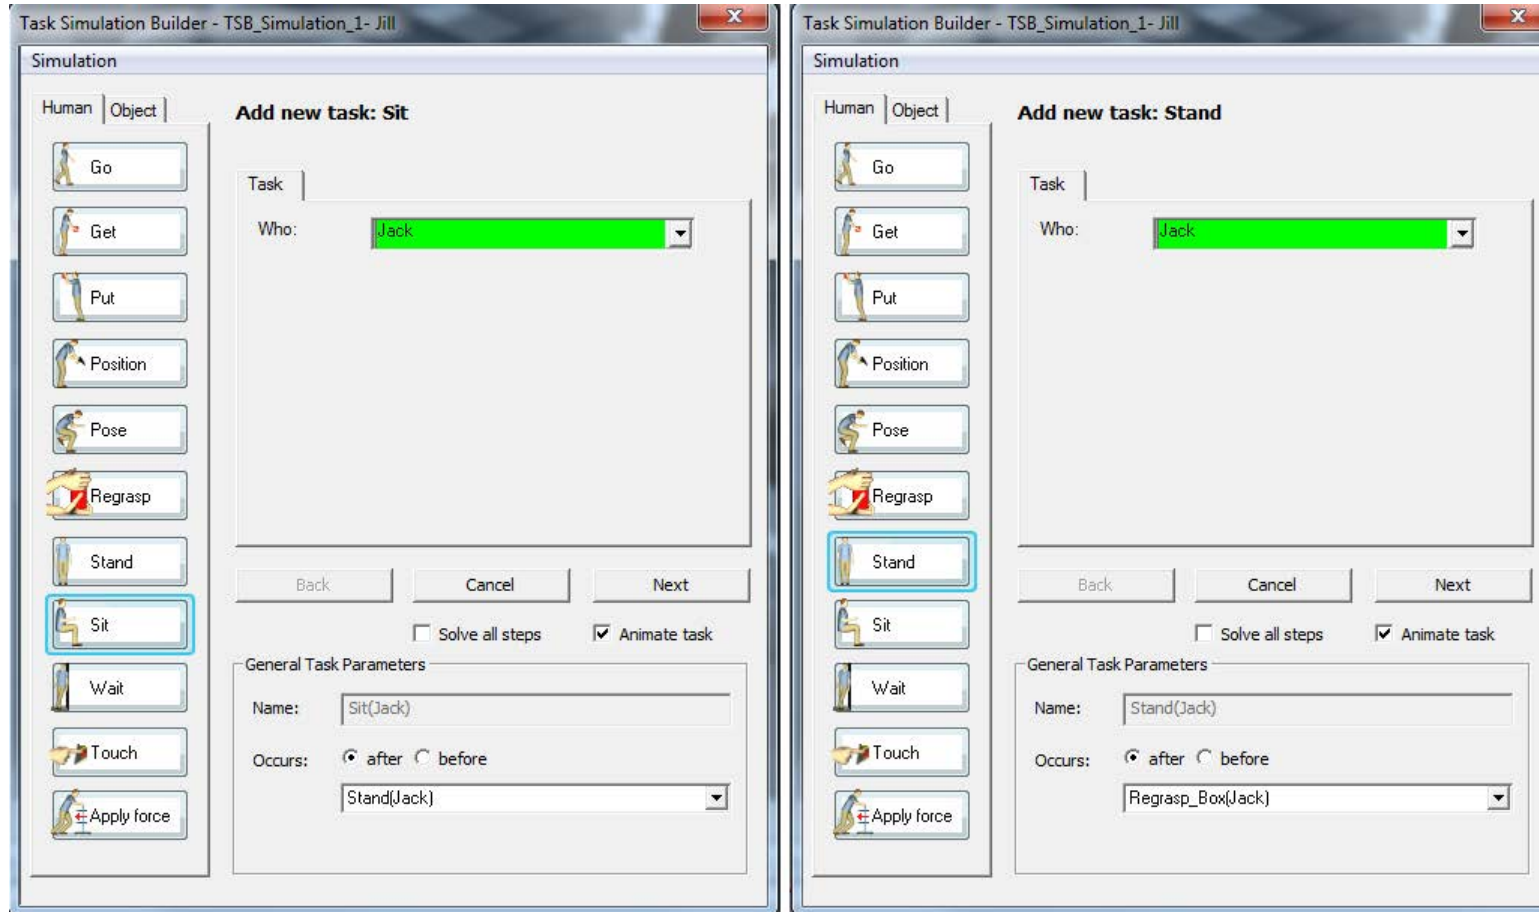 Task Simulation Builder - TSB_Simulation_1- Jill
x
Simulation
Human
Object
Add new task: Sit
Go
Get
Put
Position
Pose
Regrasp
Stand
Sit
Wait
Touch
Apply force
Task
Who:
Jack
Back
Cancel
Next
Solve all steps
Animate task
General Task Parameters
Name:
Sit(Jack)
Occurs:
after
before
Stand(Jack)
Task Simulation Builder - TSB_Simulation_1- Jill
x
Simulation
Human
Object
Add new task: Stand
Go
Get
Put
Position
Pose
Regrasp
Stand
Sit
Wait
Touch
Apply force
Task
Who:
Jack
Back
Cancel
Next
Solve all steps
Animate task
General Task Parameters
Name:
Stand(Jack)
Occurs:
after
before
Regrasp_Box(Jack)